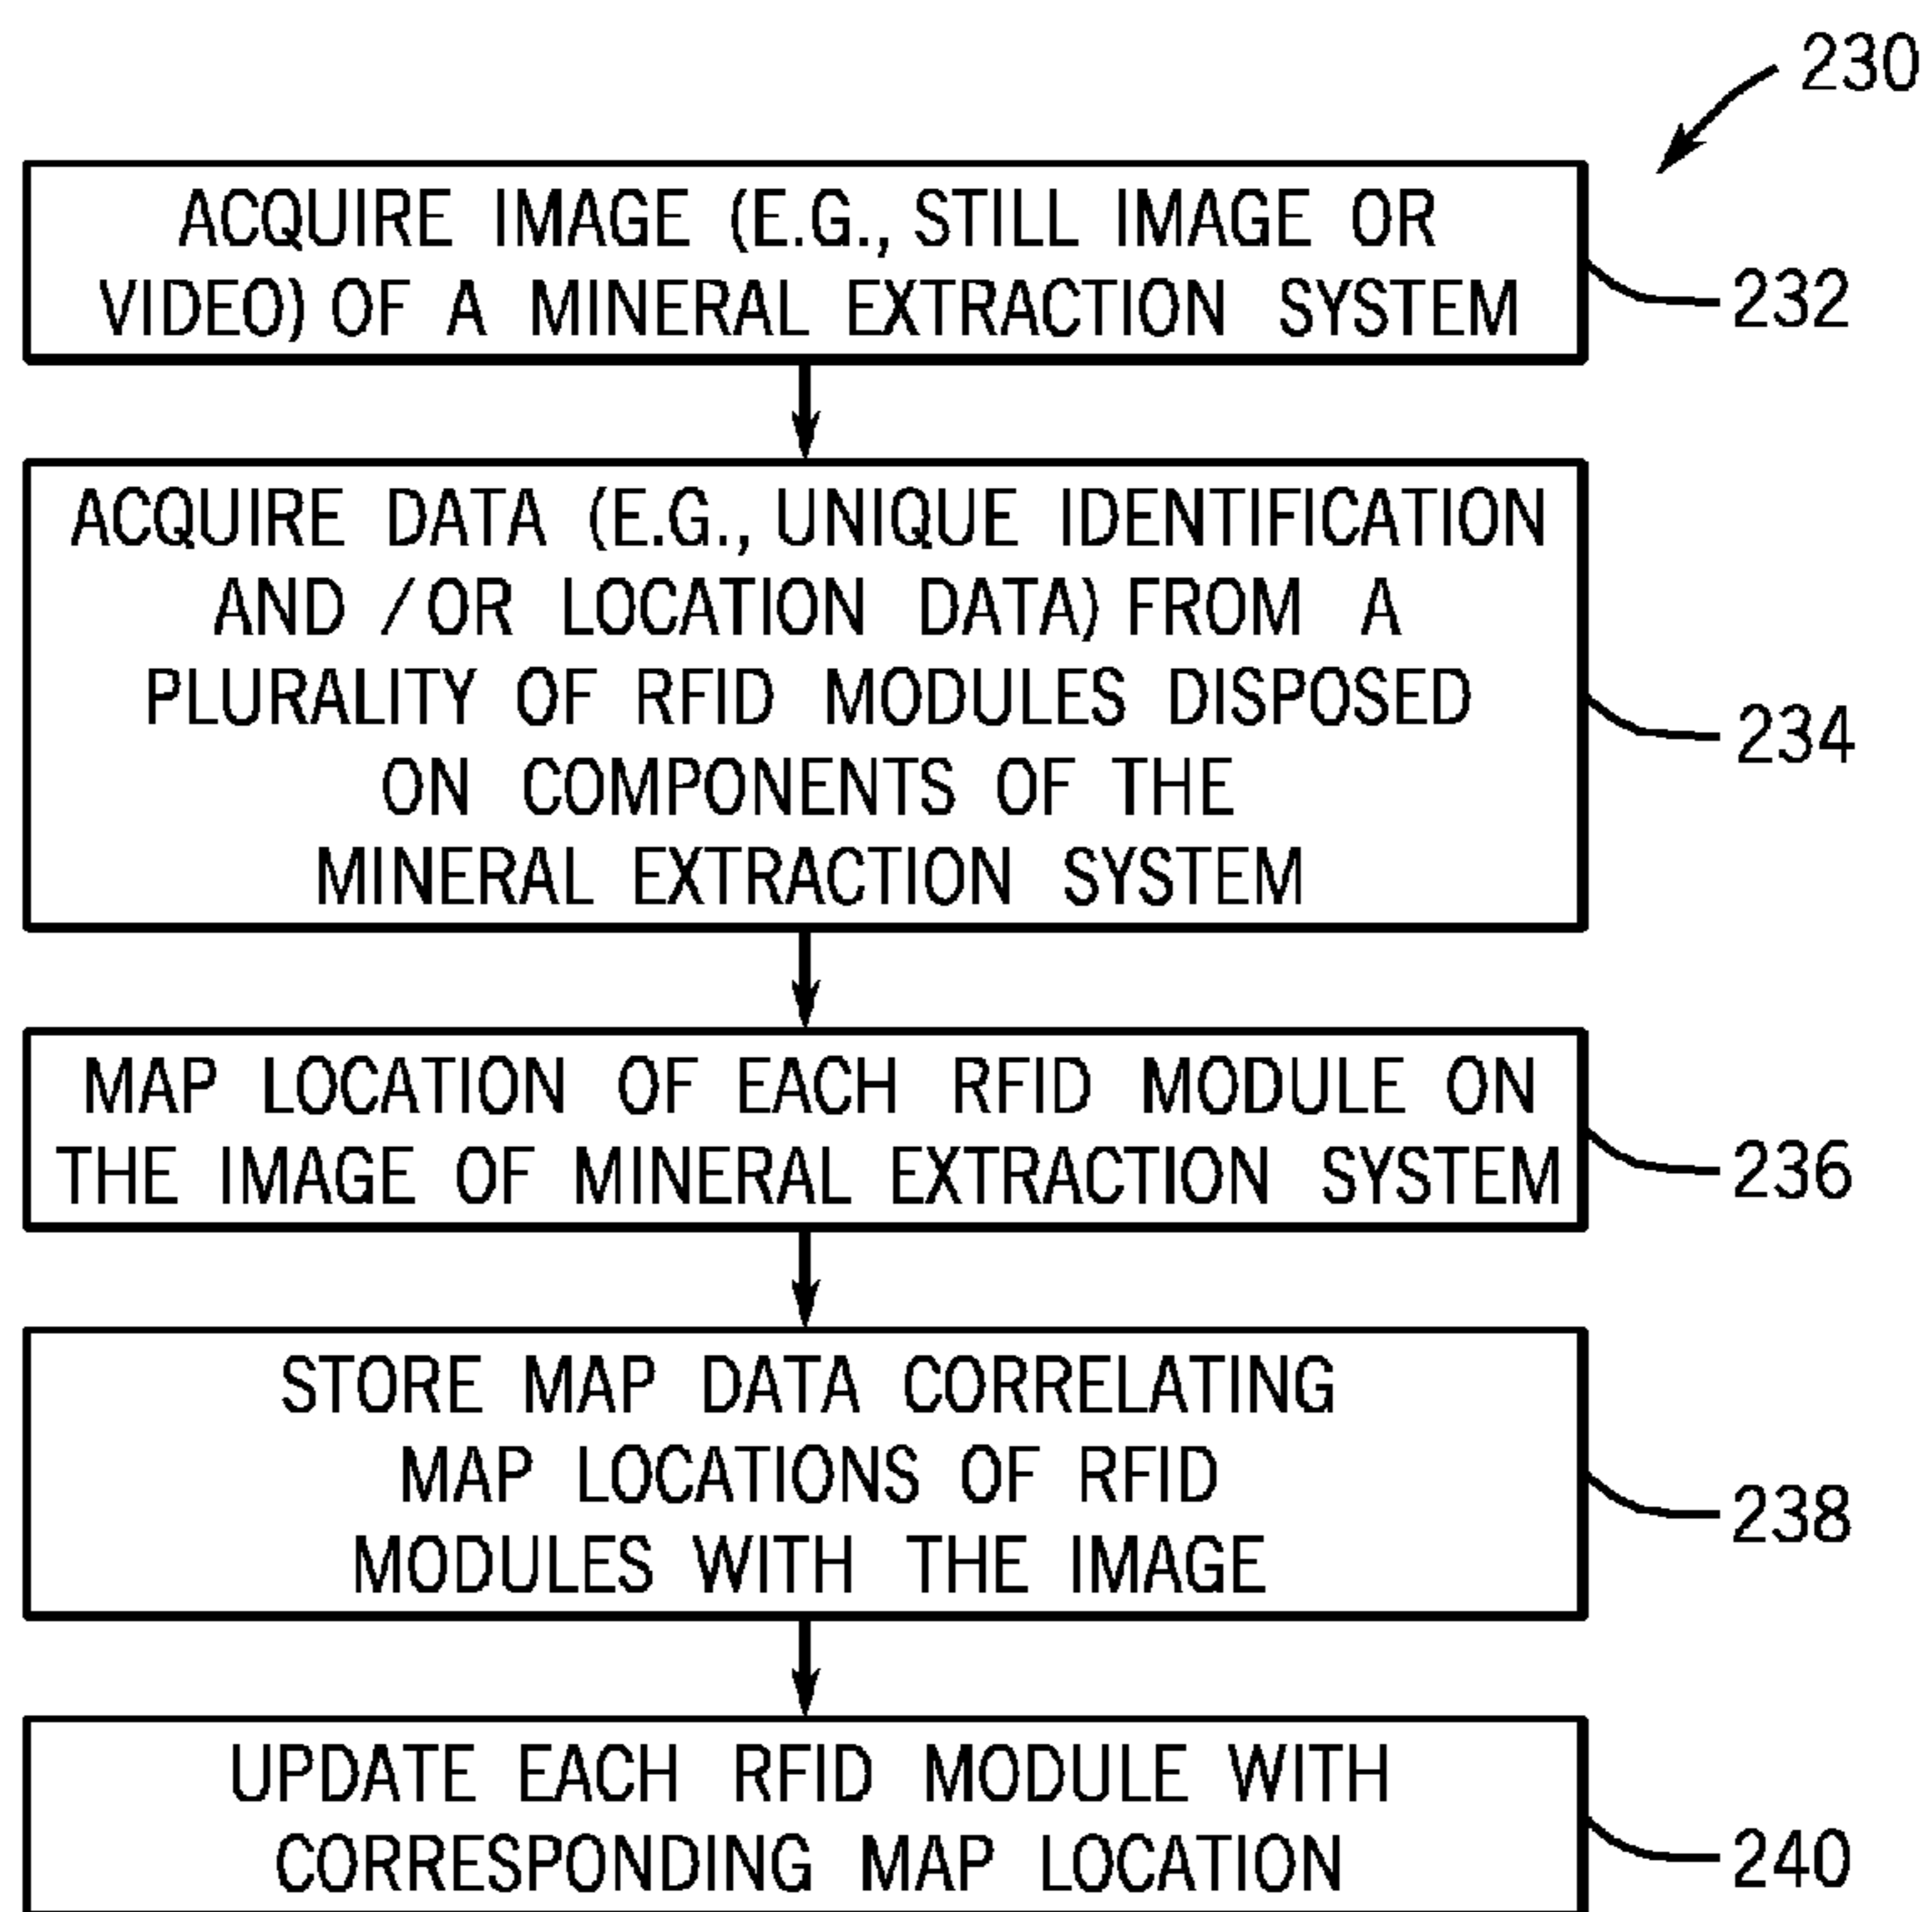 230
ACQUIRE IMAGE (E.G., STILL IMAGE OR
VIDEO) OF A MINERAL EXTRACTION SYSTEM
232
ACQUIRE DATA (E.G., UNIQUE IDENTIFICATION
AND /OR LOCATION DATA) FROM A
PLURALITY OF RFID MODULES DISPOSED
ON COMPONENTS OF THE
MINERAL EXTRACTION SYSTEM
234
MAP LOCATION OF EACH RFID MODULE ON
THE IMAGE OF MINERAL EXTRACTION SYSTEM
236
STORE MAP DATA CORRELATING
MAP LOCATIONS OF RFID
MODULES WITH THE IMAGE
238
UPDATE EACH RFID MODULE WITH
CORRESPONDING MAP LOCATION
240